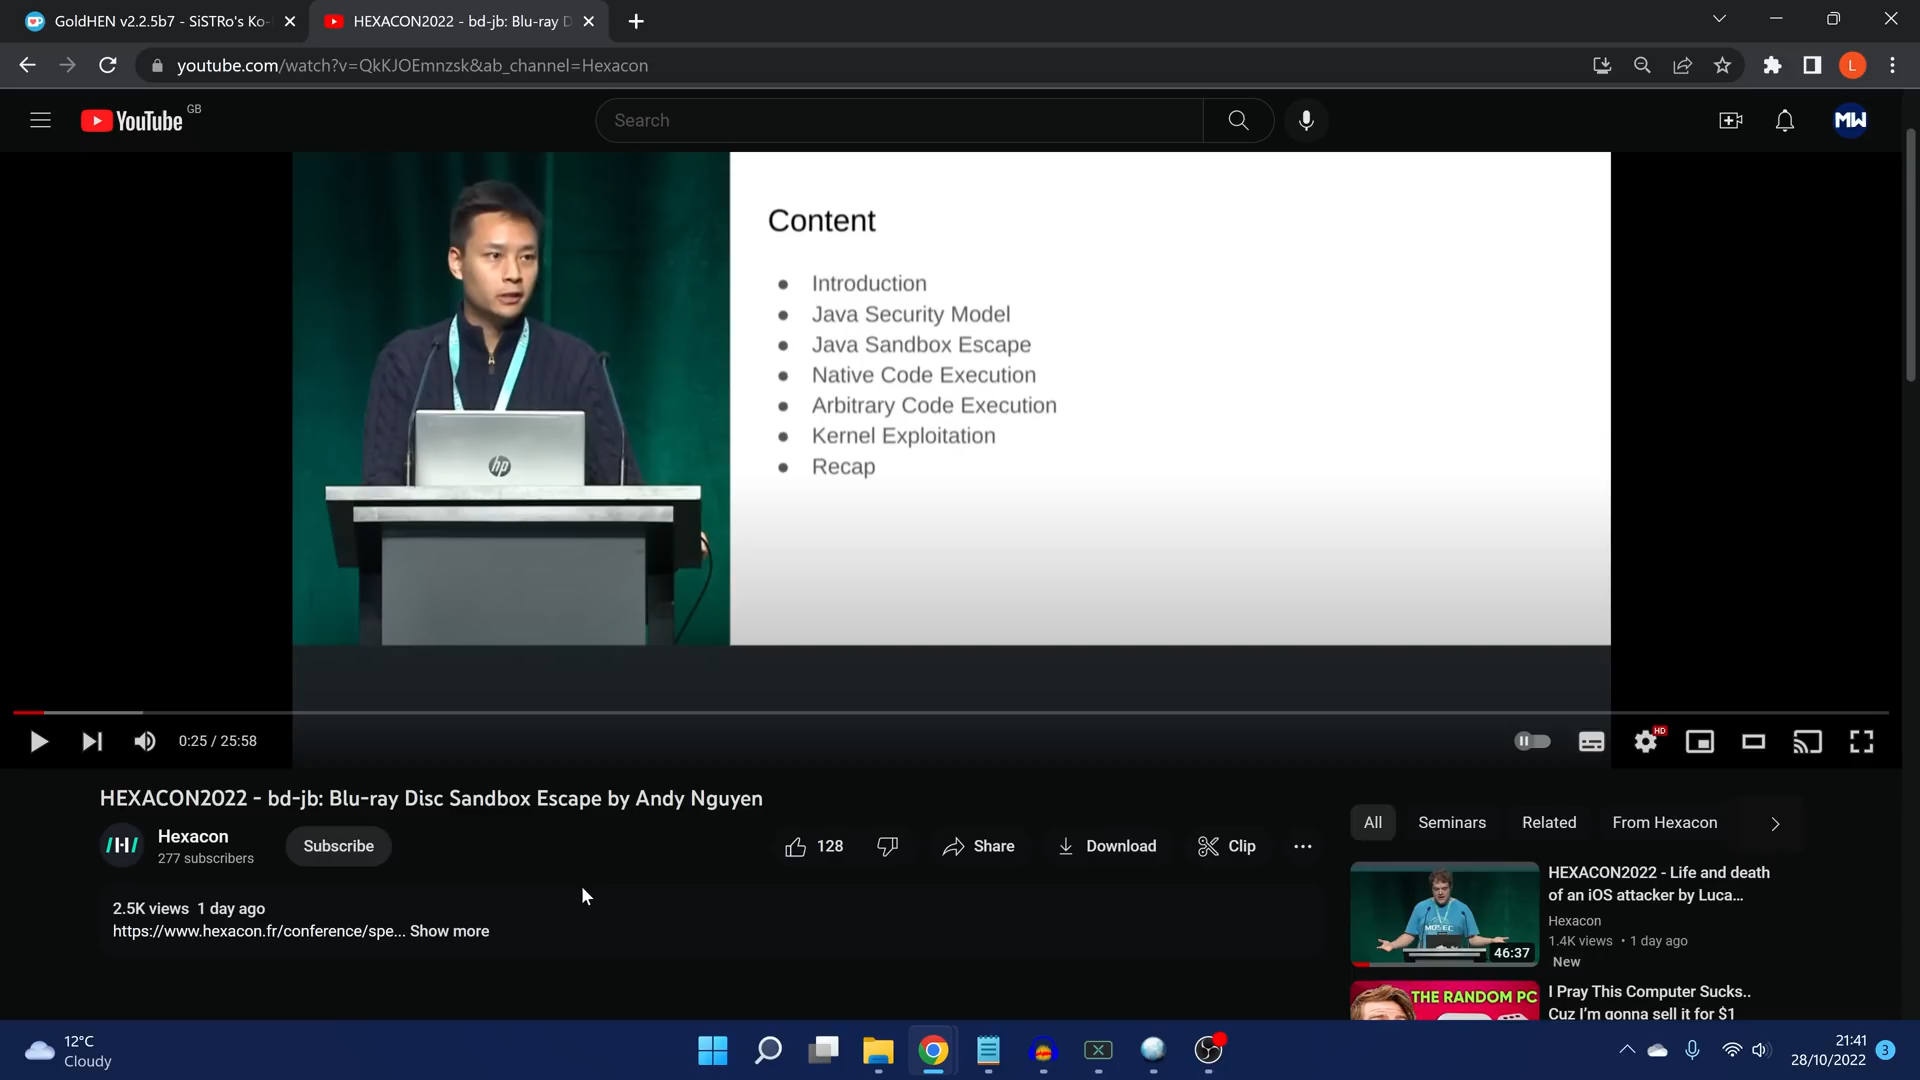 GoldHEN v2.2.5b7 - SiSTRo's Ko-
HEXACON2022 - bd-jb: Blu-ray D
youtube.com/watch?v=QkKJOEmnzsk&ab_channel=Hexacon
L
YouTube
GB
Search
MW
Content
Introduction
Java Security Model
Java Sandbox Escape
Native Code Execution
Arbitrary Code Execution
Kernel Exploitation
Recap
hp
0:25 / 25:58
HD
HEXACON2022 - bd-jb: Blu-ray Disc Sandbox Escape by Andy Nguyen
/H/
Hexacon
277 subscribers
Subscribe
128
Share
Download
Clip
2.5K views 1 day ago
https://www.hexacon.fr/conference/spe... Show more
All
Seminars
Related
From Hexacon
46:37
HEXACON2022 - Life and death
of an iOS attacker by Luca...
Hexacon
1.4K views • 1 day ago
New
THE RANDOM PC
I Pray This Computer Sucks..
Cuz I'm gonna sell it for $1
12°C
Cloudy
21:41
28/10/2022
3